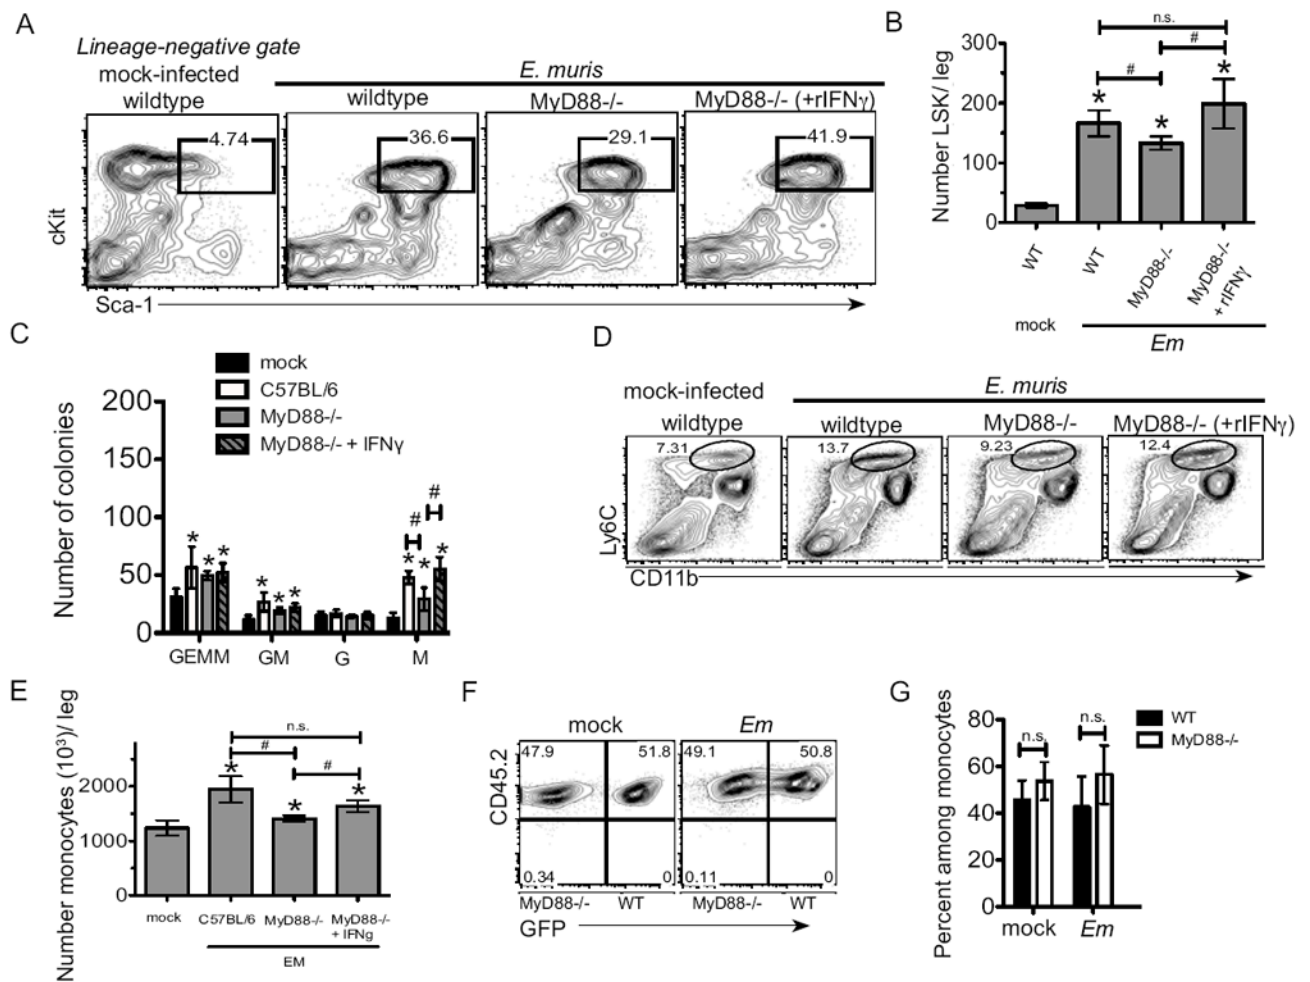 A
Lineage-negative gate
mock-infected
wildtype
E. muris
wildtype
MyD88-/-
MyD88-/- (+rIFNγ)
4.74
36.6
29.1
41.9
cKit
Sca-1
B
n.s.
#
#
300
200
100
0
Number LSK/ leg
*
*
*
WT
WT
MyD88-/-
MyD88-/-
+ rIFNγ
mock
Em
C
mock
C57BL/6
MyD88-/-
MyD88-/- + IFNγ
200
150
100
50
0
Number of colonies
*
*
*
*
*
*
#
#
*
*
*
GEMM
GM
G
M
D
mock-infected
wildtype
E. muris
wildtype
MyD88-/-
MyD88-/- (+rIFNγ)
7.31
13.7
9.23
12.4
Ly6C
CD11b
E
n.s.
#
#
*
*
*
2000
1000
0
Number monocytes (10³)/ leg
mock
C57BL/6
MyD88-/-
MyD88-/-
+ IFNg
EM
F
mock
Em
47.9
51.8
49.1
50.8
CD45.2
0.34
0
0.11
0
MyD88-/-
WT
MyD88-/-
WT
GFP
G
n.s.
n.s.
WT
MyD88-/-
80
60
40
20
0
Percent among monocytes
mock
Em